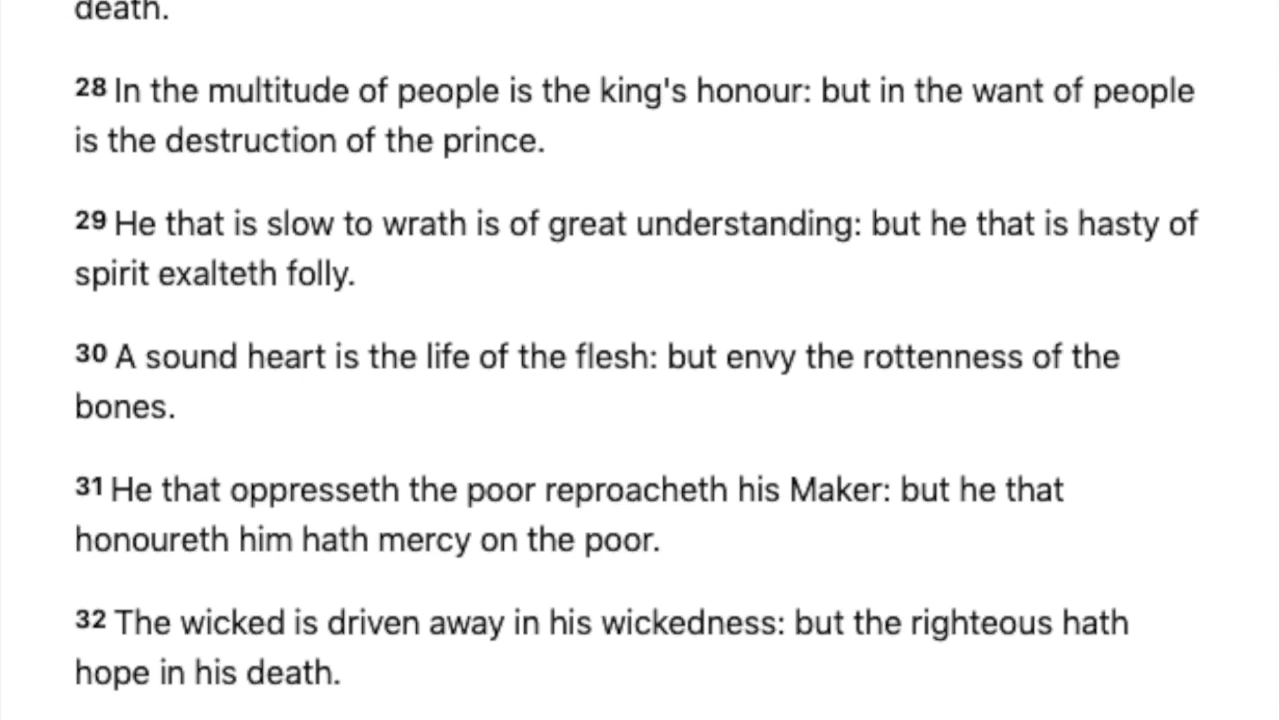 death.
28 In the multitude of people is the king's honour: but in the want of people
is the destruction of the prince.
29 He that is slow to wrath is of great understanding: but he that is hasty of
spirit exalteth folly.
30 A sound heart is the life of the flesh: but envy the rottenness of the
bones.
31 He that oppresseth the poor reproacheth his Maker: but he that
honoureth him hath mercy on the poor.
32 The wicked is driven away in his wickedness: but the righteous hath
hope in his death.